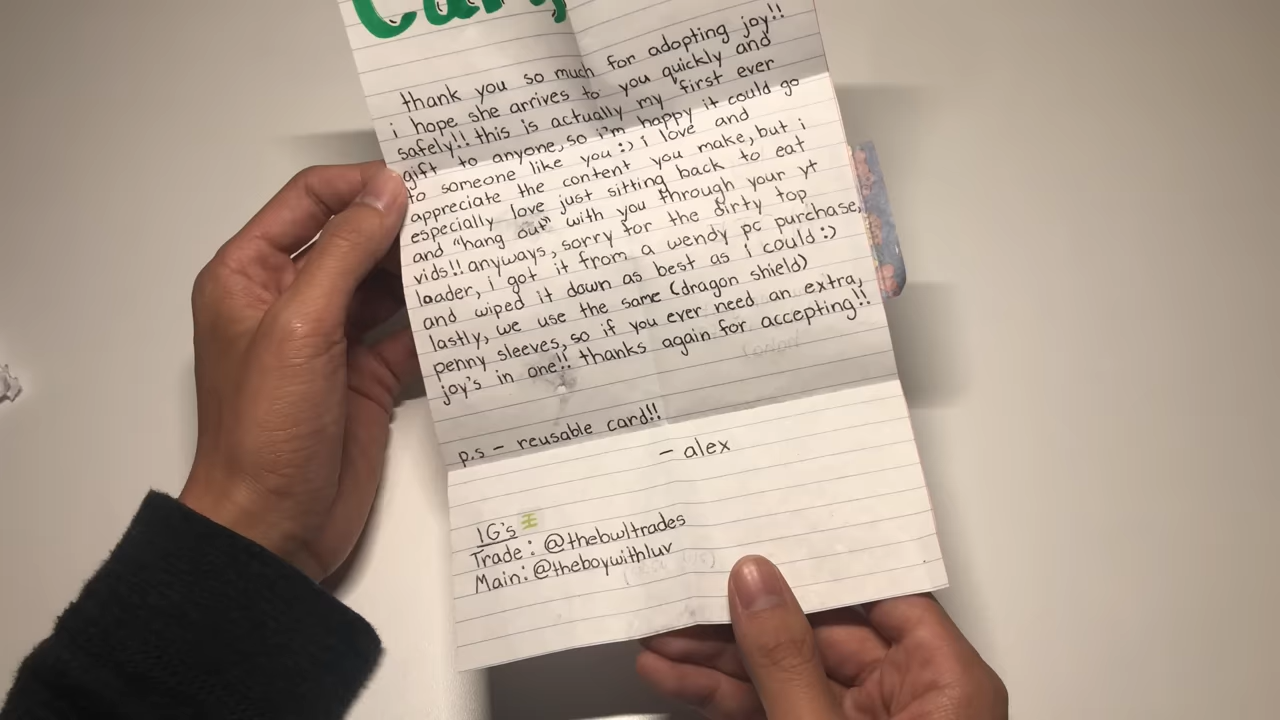 thank you so much for adopting joy!!
i hope she arrives to you quickly and
safely!! this is actually my first ever
gift to anyone, so i'm happy it could go
to someone like you :) i love and
appreciate the content you make, but i
especially love just sitting back to eat
and "hang out" with you through your yt
vids!! anyways, sorry for the dirty top
loader, i got it from a wendy pc purchase,
and wiped it down as best as i could :)
lastly, we use the same (dragon shield)
penny sleeves, so if you ever need an extra,
joy's in one!! thanks again for accepting!!
p.s - reusable card!!
- alex
IG's
Trade: @thebwltrades
Main: @theboywithluv